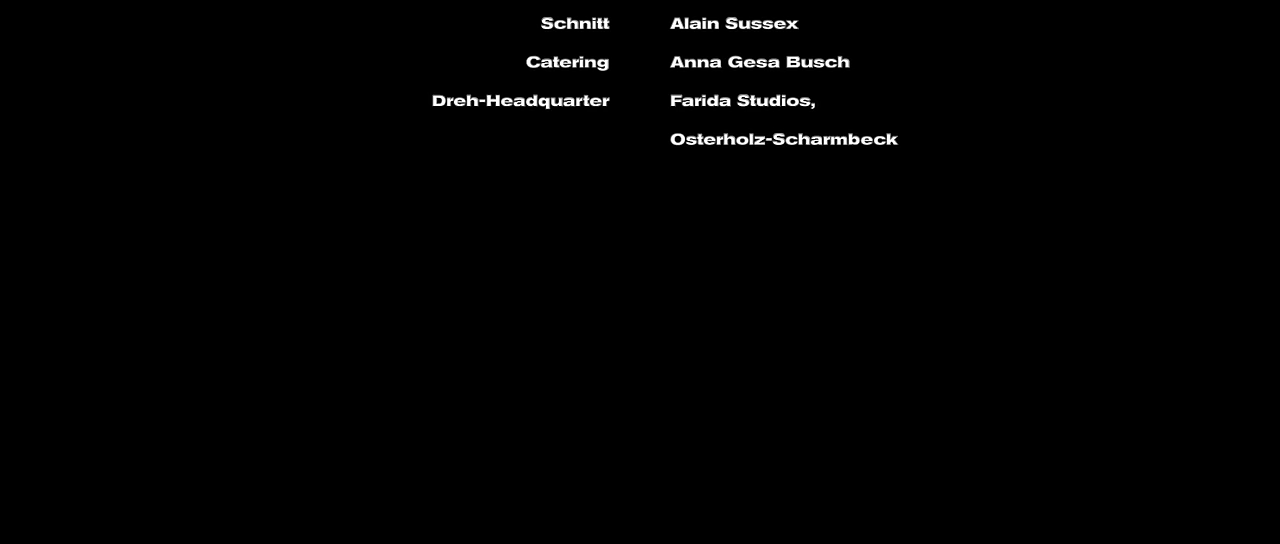 Schnitt Alain Sussex
Catering Anna Gesa Busch
Dreh-Headquarter Farida Studios,
Osterholz-Scharmbeck